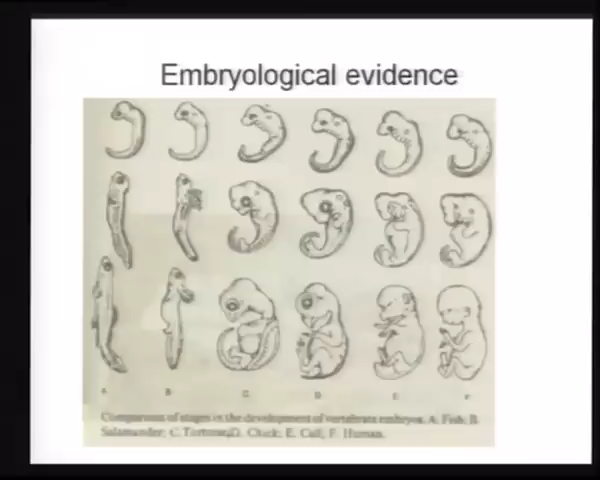 Embryological evidence
A B C D E F
Comparison of stages in the development of vertebrate embryos. A. Fish; B.
Salamander; C. Tortoise; D. Chick; E. Calf; F. Human.